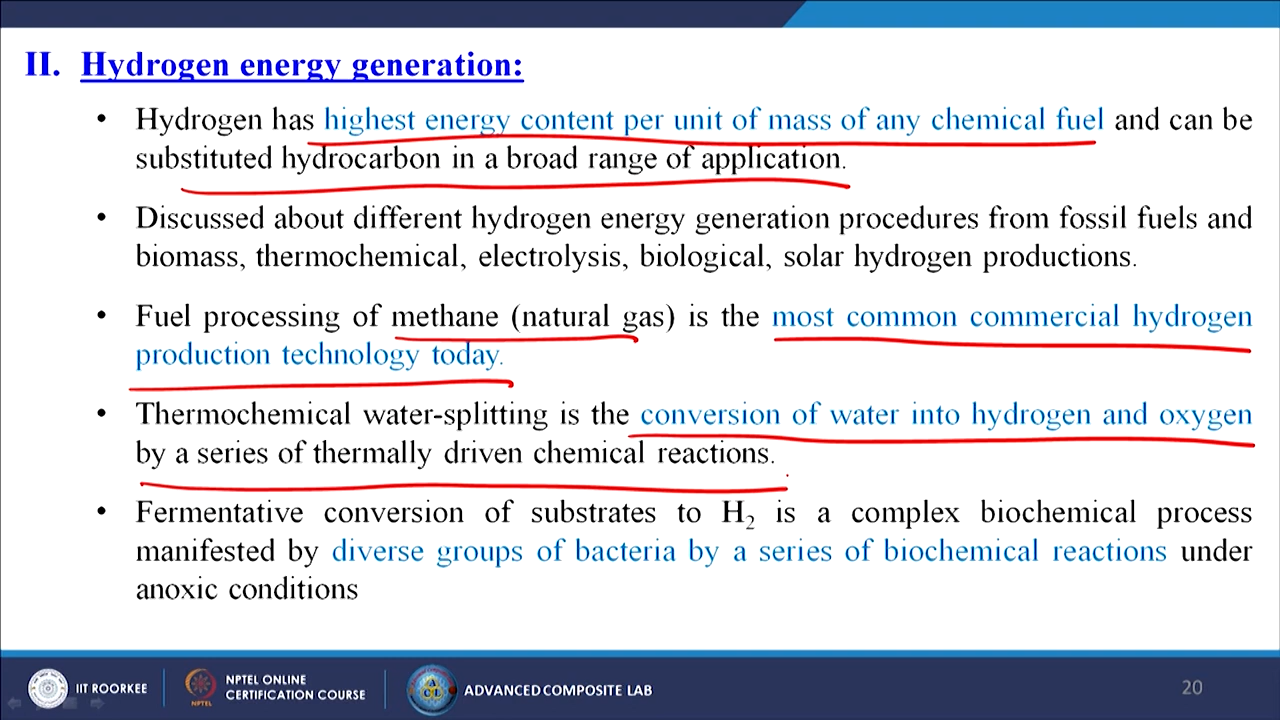 II. Hydrogen energy generation:
• Hydrogen has highest energy content per unit of mass of any chemical fuel and can be
substituted hydrocarbon in a broad range of application.
• Discussed about different hydrogen energy generation procedures from fossil fuels and
biomass, thermochemical, electrolysis, biological, solar hydrogen productions.
• Fuel processing of methane (natural gas) is the most common commercial hydrogen
production technology today.
• Thermochemical water-splitting is the conversion of water into hydrogen and oxygen
by a series of thermally driven chemical reactions.
• Fermentative conversion of substrates to H₂ is a complex biochemical process
manifested by diverse groups of bacteria by a series of biochemical reactions under
anoxic conditions
IIT ROORKEE
NPTEL
NPTEL ONLINE
CERTIFICATION COURSE
ACL
ADVANCED COMPOSITE LAB
20